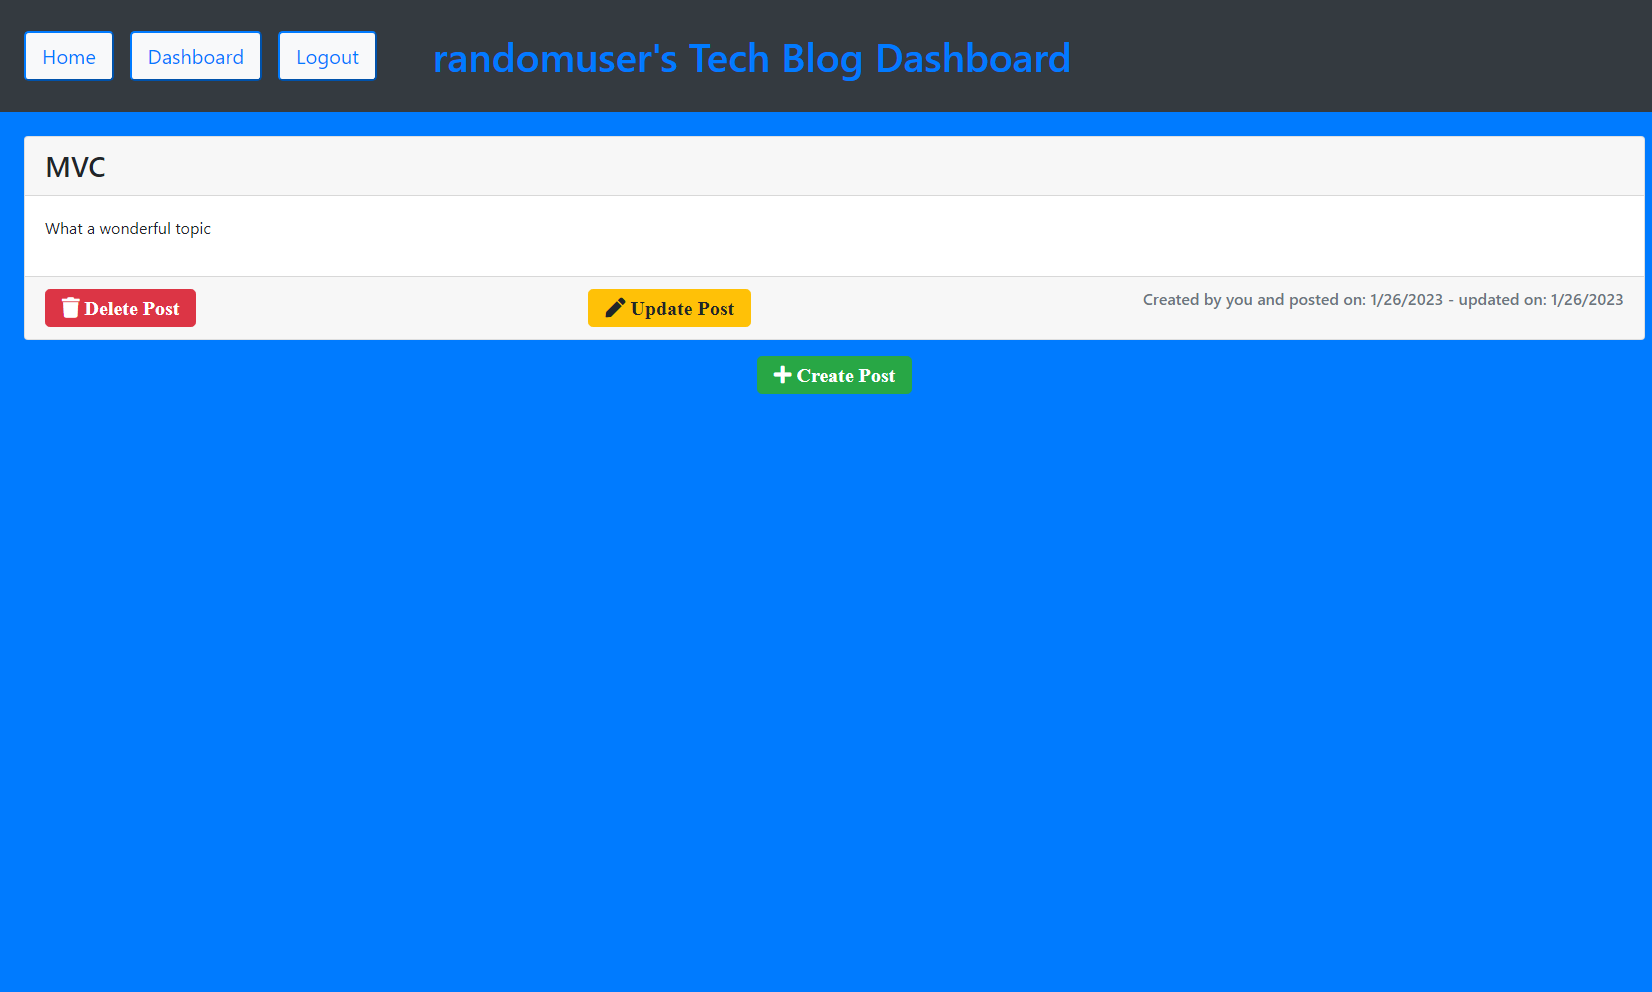 Home Dashboard Logout randomuser's Tech Blog Dashboard
MVC
What a wonderful topic
Delete Post Update Post Created by you and posted on: 1/26/2023 - updated on: 1/26/2023
Create Post